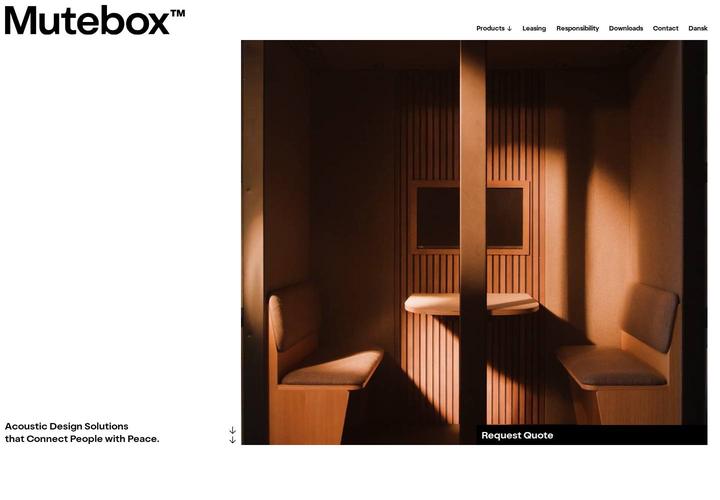 Mutebox™
Products ↓ Leasing Responsibility Downloads Contact Dansk
Acoustic Design Solutions
that Connect People with Peace.
Request Quote